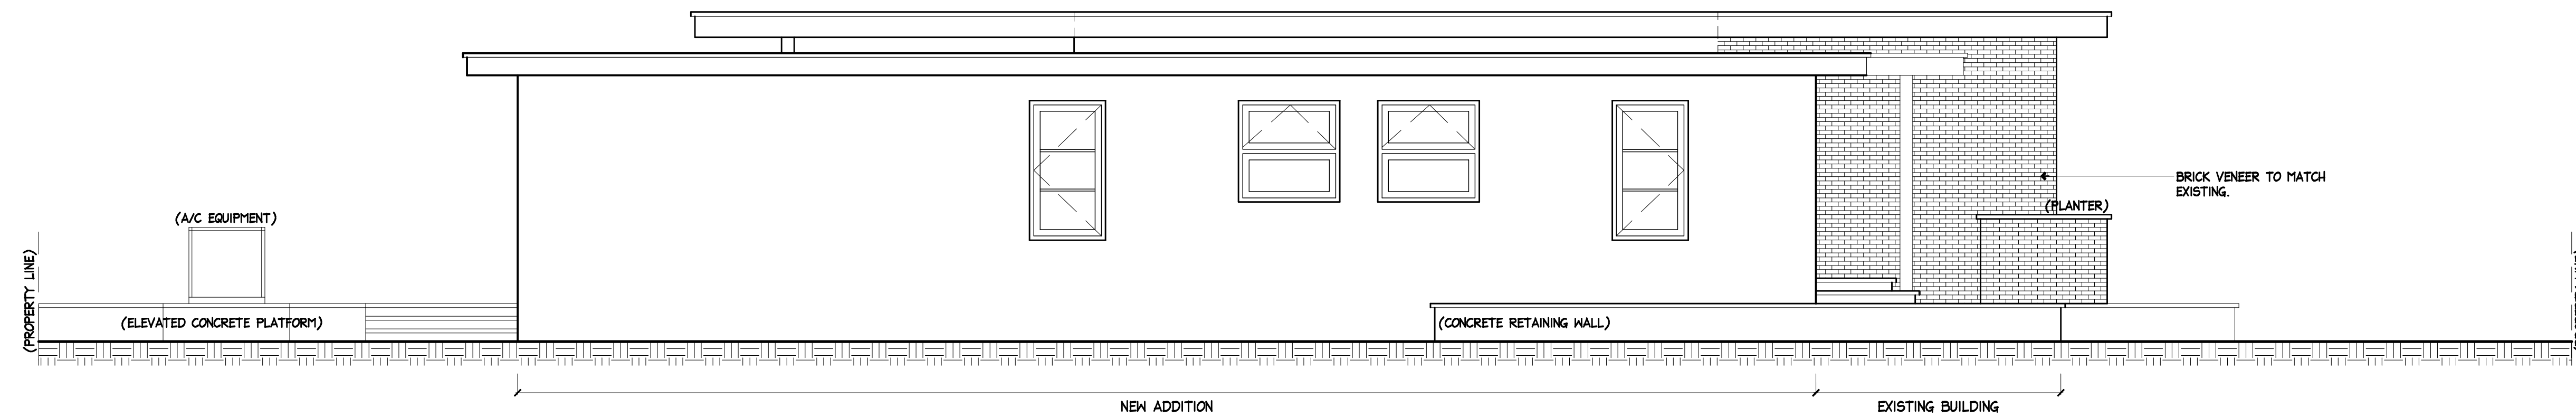 BRICK VENEER TO MATCH
EXISTING.
(PLANTER)
(A/C EQUIPMENT)
(PROPERTY LINE)
(ELEVATED CONCRETE PLATFORM)
(CONCRETE RETAINING WALL)
NEW ADDITION
EXISTING BUILDING